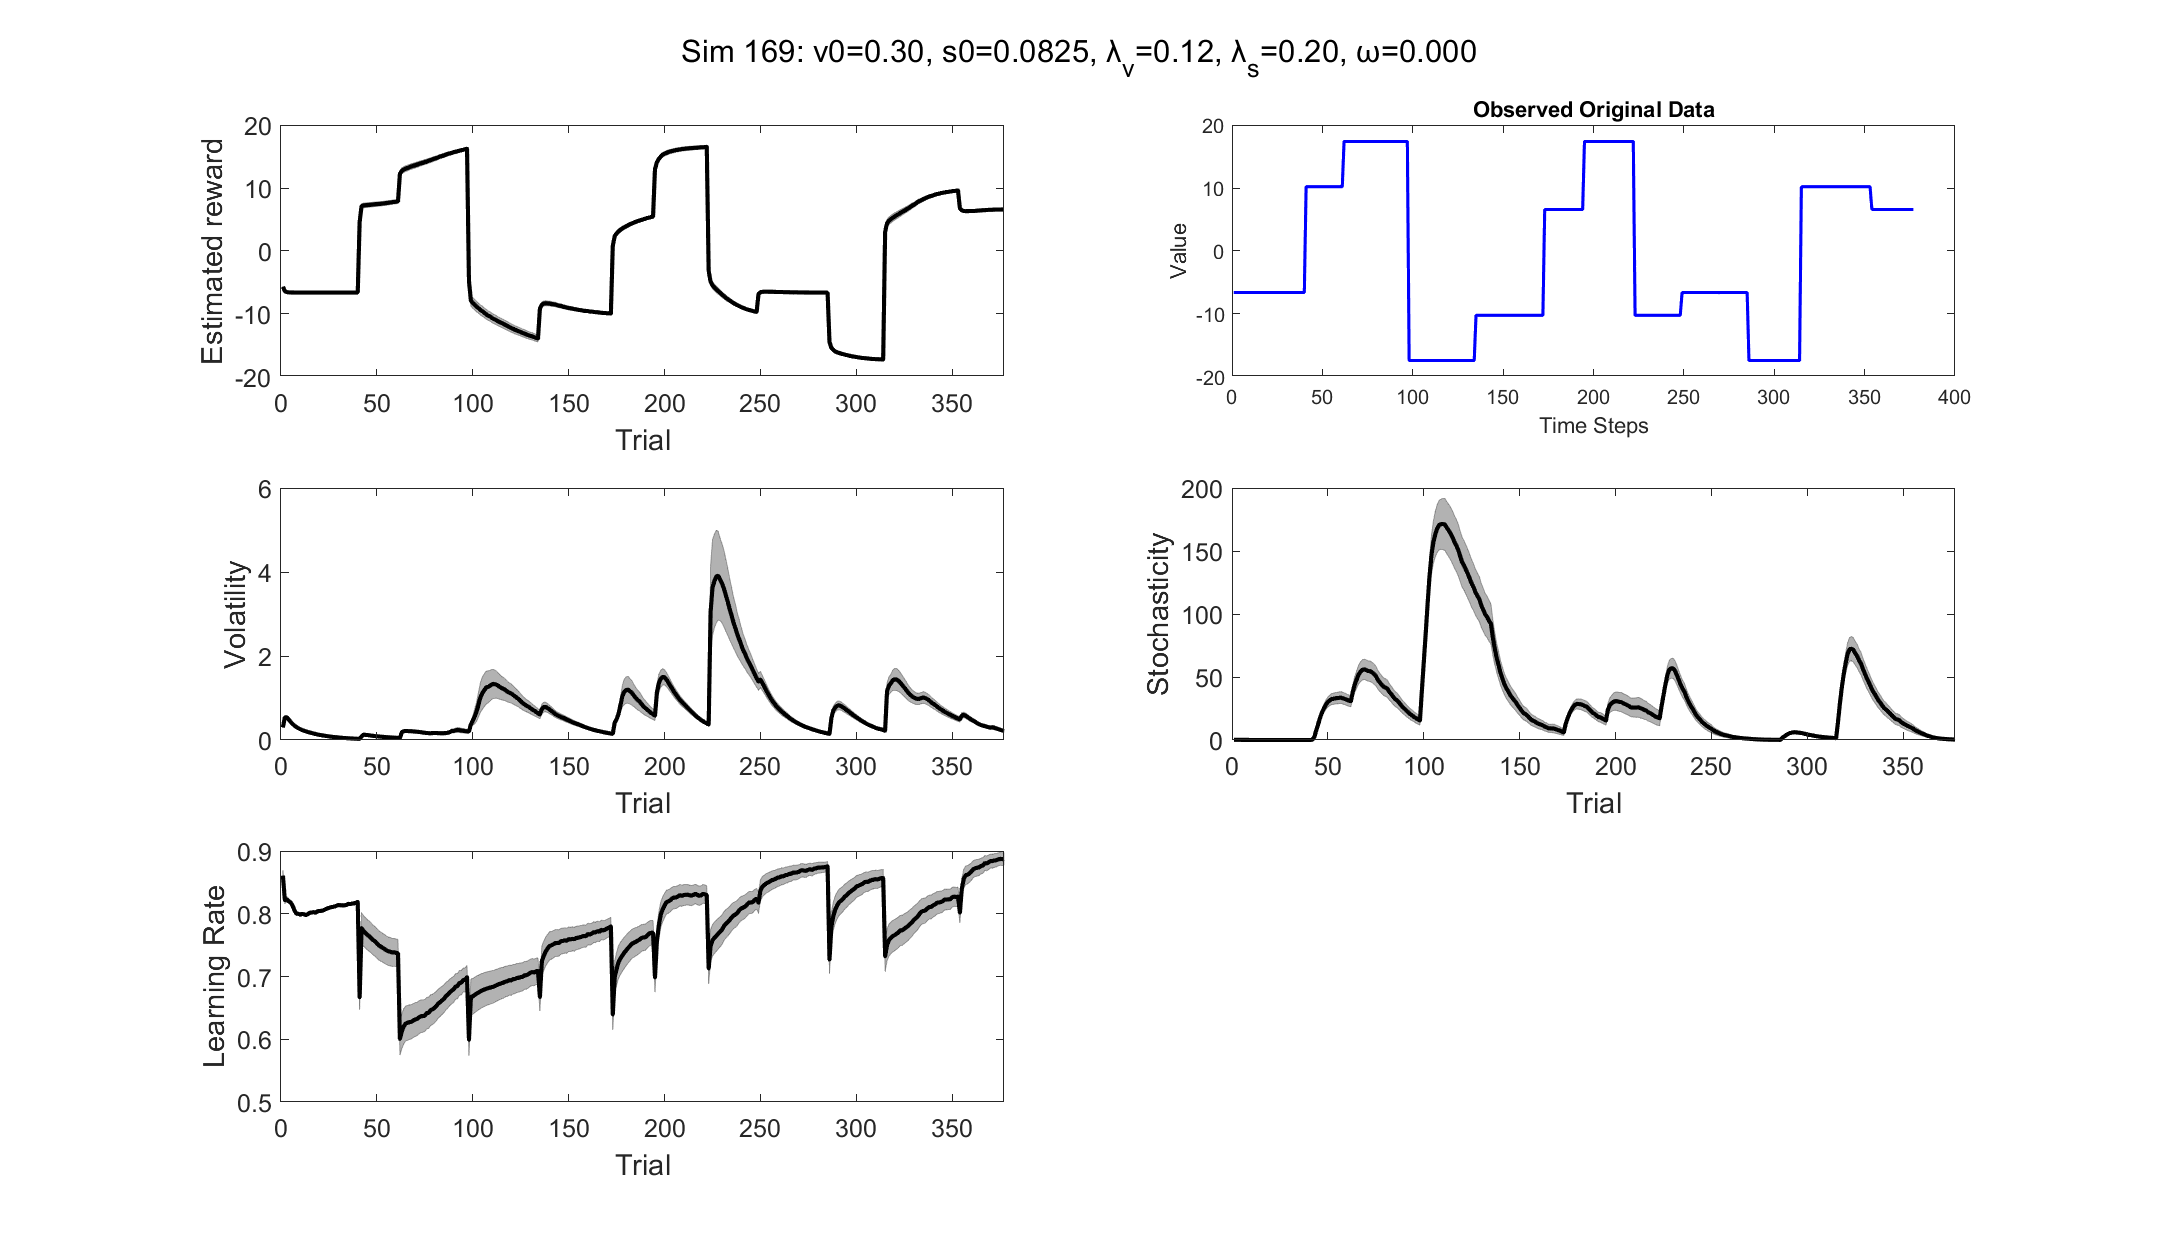 Sim 169: v0=0.30, s0=0.0825, λv=0.12, λs=0.20, ω=0.000
Estimated reward
20
10
0
-10
-20
0 50 100 150 200 250 300 350
Trial
Observed Original Data
Value
20
10
0
-10
-20
0 50 100 150 200 250 300 350 400
Time Steps
Volatility
6
4
2
0
0 50 100 150 200 250 300 350
Trial
Stochasticity
200
150
100
50
0
0 50 100 150 200 250 300 350
Trial
Learning Rate
0.9
0.8
0.7
0.6
0.5
0 50 100 150 200 250 300 350
Trial